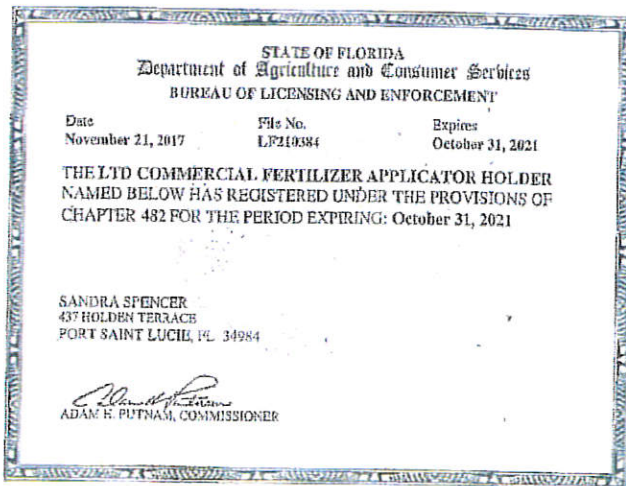 STATE OF FLORIDA
Department of Agriculture and Consumer Services
BUREAU OF LICENSING AND ENFORCEMENT
Date File No. Expires
November 21, 2017 LF210384 October 31, 2021
THE LTD COMMERCIAL FERTILIZER APPLICATOR HOLDER
NAMED BELOW HAS REGISTERED UNDER THE PROVISIONS OF
CHAPTER 482 FOR THE PERIOD EXPIRING: October 31, 2021
SANDRA SPENCER
437 HOLDEN TERRACE
PORT SAINT LUCIE, FL 34984
ADAM H. PUTNAM, COMMISSIONER